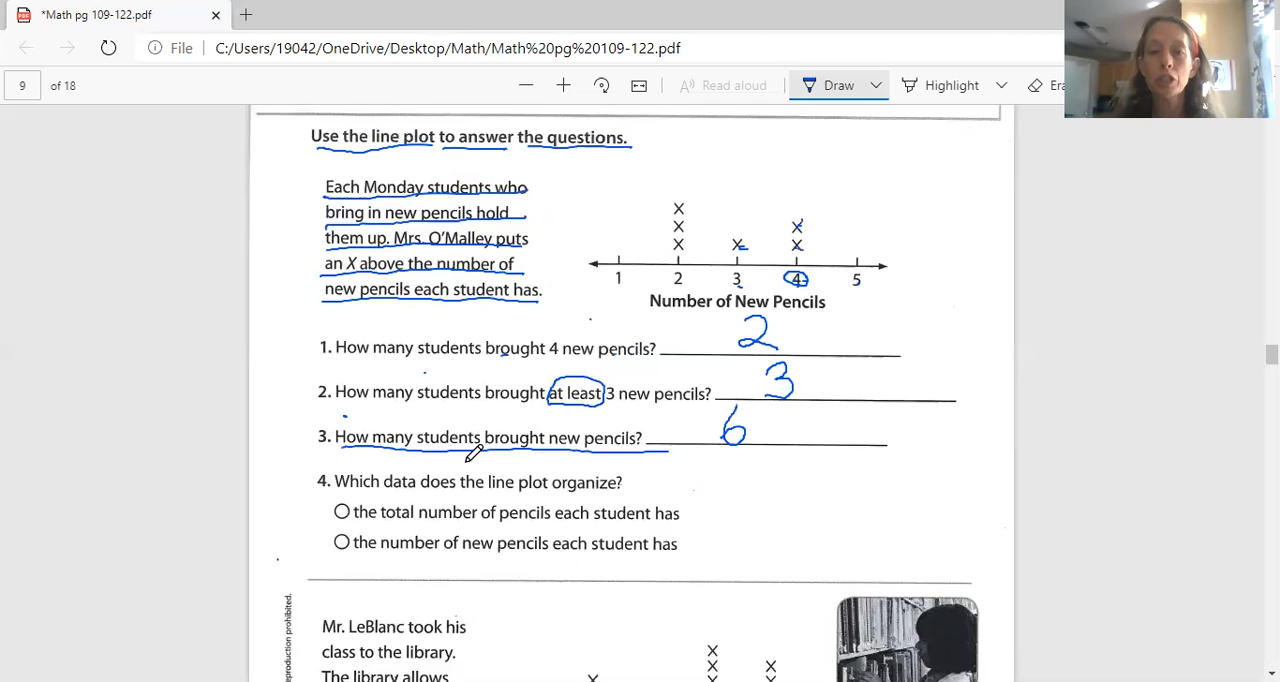 *Math pg 109-122.pdf
File C:/Users/19042/OneDrive/Desktop/Math/Math%20pg%20109-122.pdf
9 of 18 Read aloud Draw Highlight
Use the line plot to answer the questions.
Each Monday students who
bring in new pencils hold
them up. Mrs. O'Malley puts
an X above the number of
new pencils each student has.
X
X X
X X X
1 2 3 4 5
Number of New Pencils
1. How many students brought 4 new pencils? 2
2. How many students brought at least 3 new pencils? 3
3. How many students brought new pencils? 6
4. Which data does the line plot organize?
the total number of pencils each student has
the number of new pencils each student has
reproduction prohibited.
Mr. LeBlanc took his
class to the library. X
The library allows X X X X